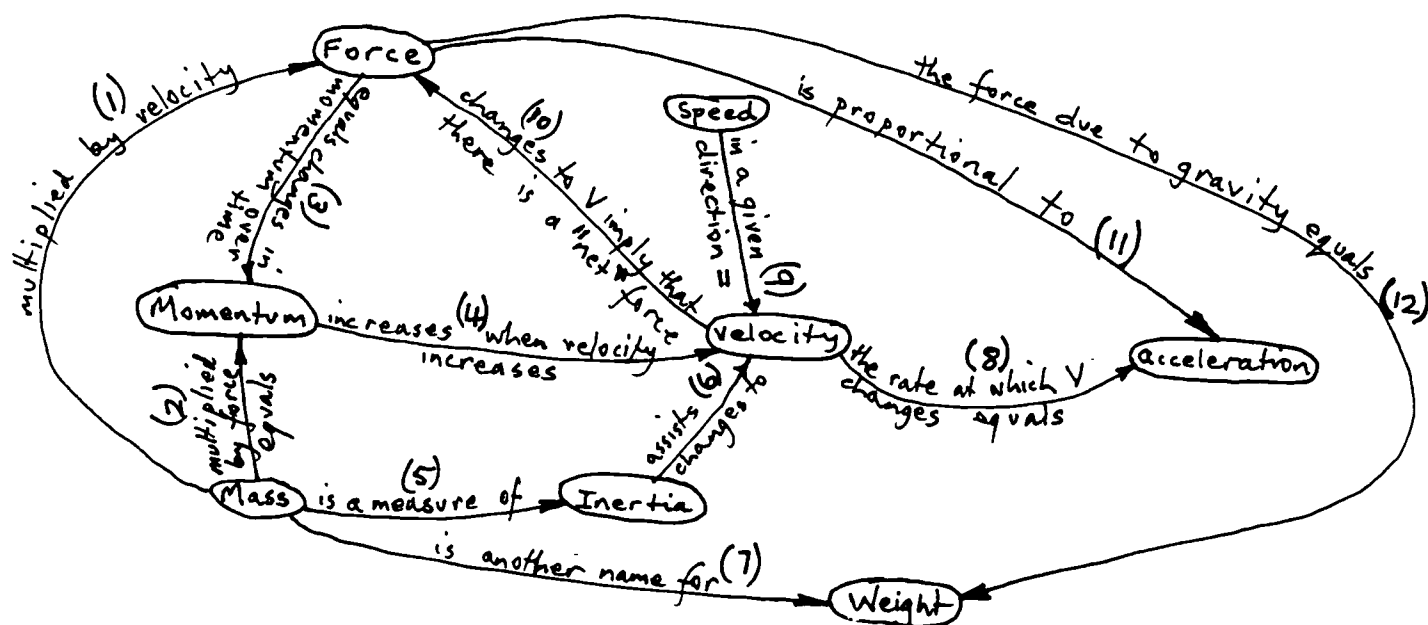 Force
(1)
multiplied by velocity
equals changes in
momentum over
time
(3)
(10)
changes to V imply that
there is a "net" force
Speed
in a given
direction =
(9)
is proportional to
(11)
the force due to gravity equals
(12)
Momentum
increases (4) when velocity
increases
Velocity
the rate at which V
(8)
changes equals
acceleration
(2)
multiplied
by force
equals
assists (6)
changes to
Mass
(5)
is a measure of
Inertia
is another name for (7)
Weight